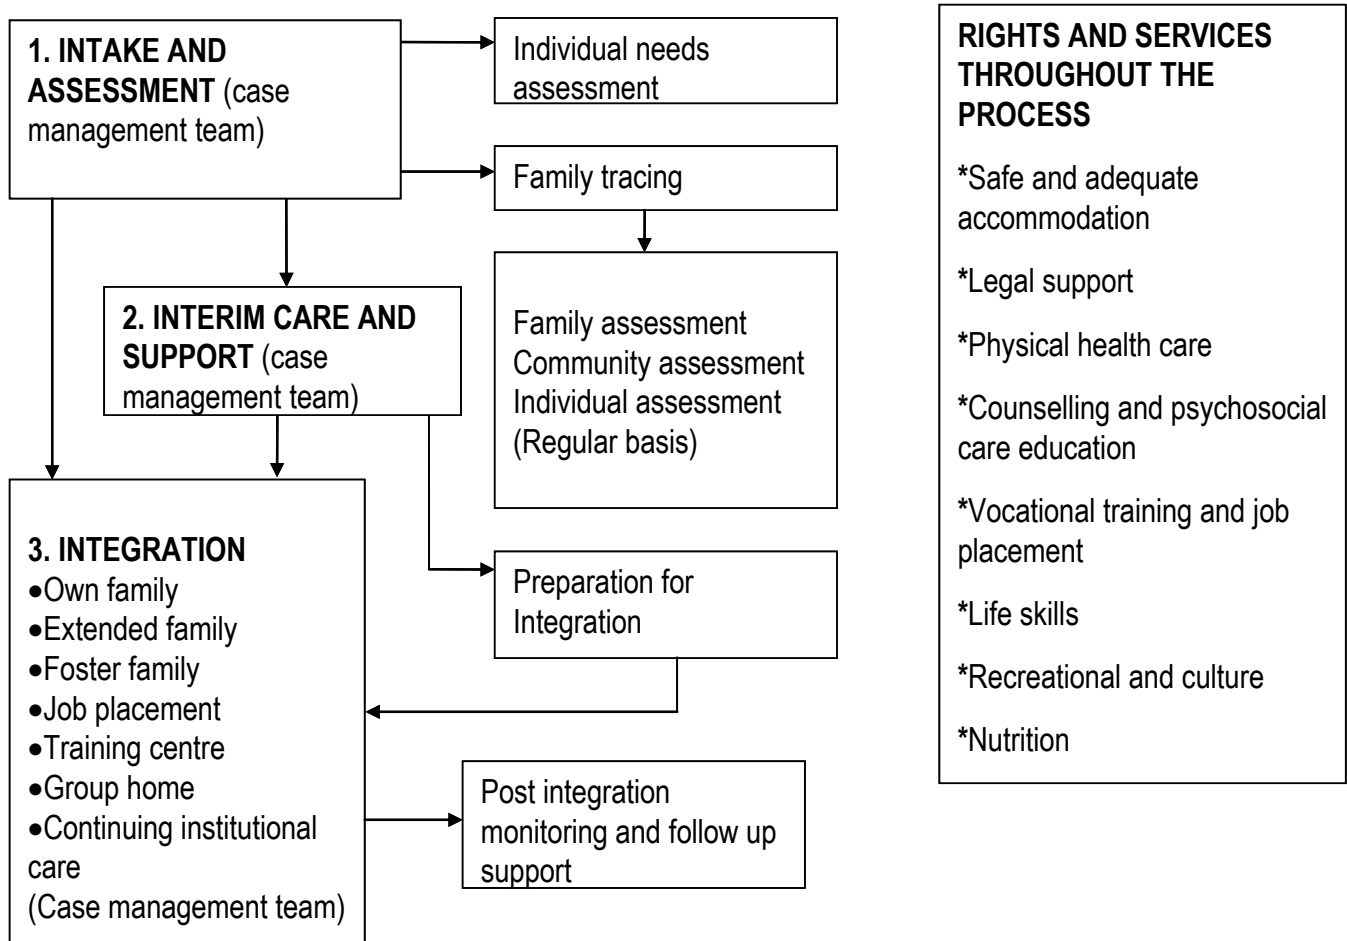 1. INTAKE AND
ASSESSMENT (case
management team)
Individual needs
assessment
Family tracing
Family assessment
Community assessment
Individual assessment
(Regular basis)
2. INTERIM CARE AND
SUPPORT (case
management team)
Preparation for
Integration
3. INTEGRATION
•Own family
•Extended family
•Foster family
•Job placement
•Training centre
•Group home
•Continuing institutional
care
(Case management team)
Post integration
monitoring and follow up
support
RIGHTS AND SERVICES
THROUGHOUT THE
PROCESS
*Safe and adequate
accommodation
*Legal support
*Physical health care
*Counselling and psychosocial
care education
*Vocational training and job
placement
*Life skills
*Recreational and culture
*Nutrition